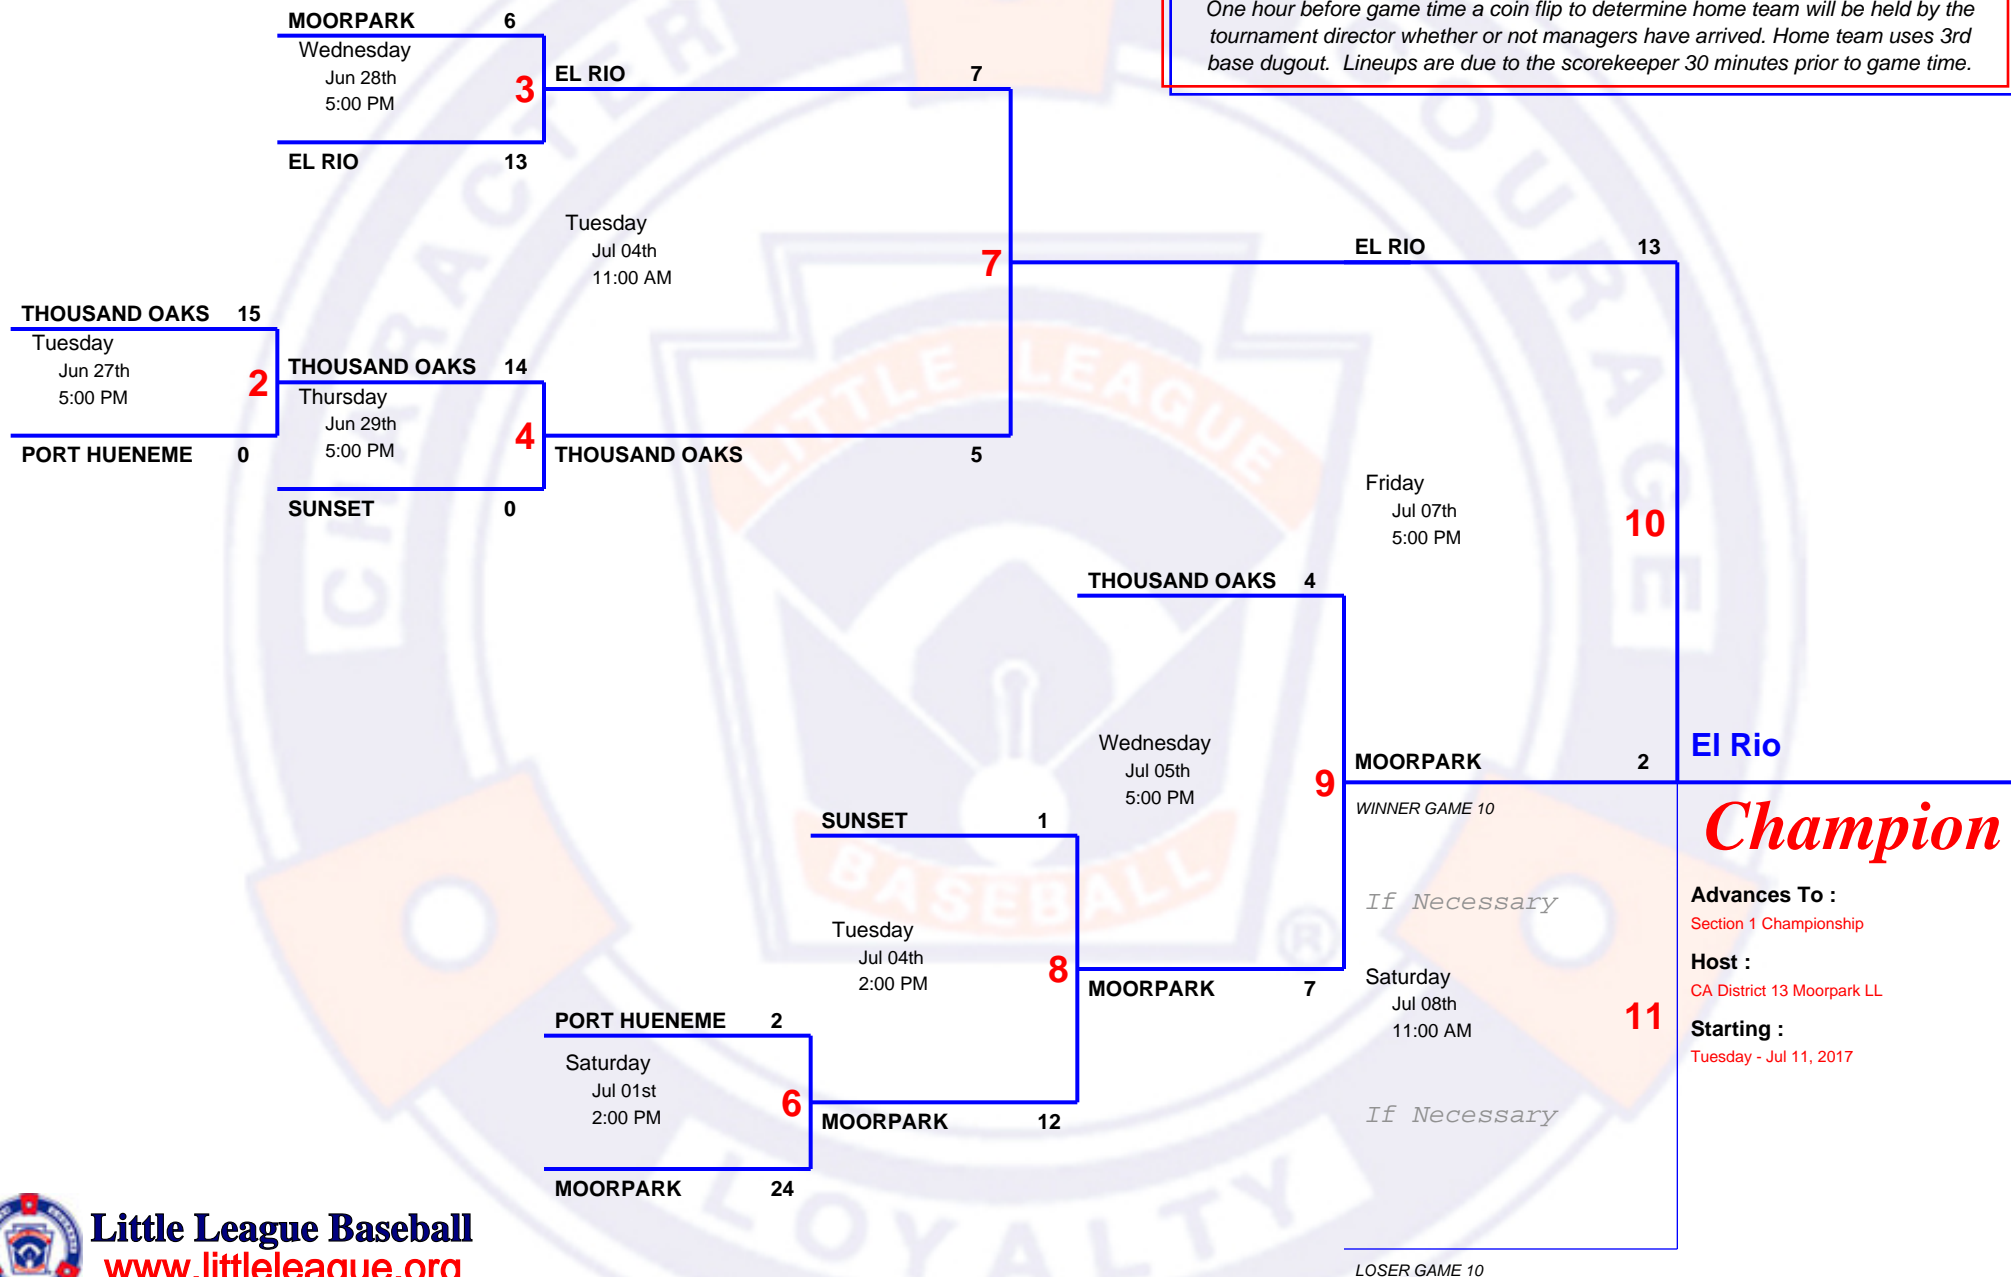 One hour before game time a coin flip to determine home team will be held by the
tournament director whether or not managers have arrived. Home team uses 3rd
base dugout. Lineups are due to the scorekeeper 30 minutes prior to game time.
MOORPARK 6
Wednesday
Jun 28th
5:00 PM
3
EL RIO 13
EL RIO 7
Tuesday
Jul 04th
11:00 AM
7
THOUSAND OAKS 15
Tuesday
Jun 27th
5:00 PM
2
PORT HUENEME 0
THOUSAND OAKS 14
Thursday
Jun 29th
5:00 PM
4
SUNSET 0
THOUSAND OAKS 5
EL RIO 13
Friday
Jul 07th
5:00 PM
10
THOUSAND OAKS 4
Wednesday
Jul 05th
5:00 PM
9
MOORPARK 2
WINNER GAME 10
If Necessary
SUNSET 1
Tuesday
Jul 04th
2:00 PM
8
MOORPARK 7
Saturday
Jul 08th
11:00 AM
11
If Necessary
PORT HUENEME 2
Saturday
Jul 01st
2:00 PM
6
MOORPARK 12
MOORPARK 24
LOSER GAME 10
El Rio
Champion
Advances To :
Section 1 Championship
Host :
CA District 13 Moorpark LL
Starting :
Tuesday - Jul 11, 2017
CHARACTER
COURAGE
LOYALTY
LITTLE LEAGUE
BASEBALL
®
Little League Baseball
www.littleleague.org